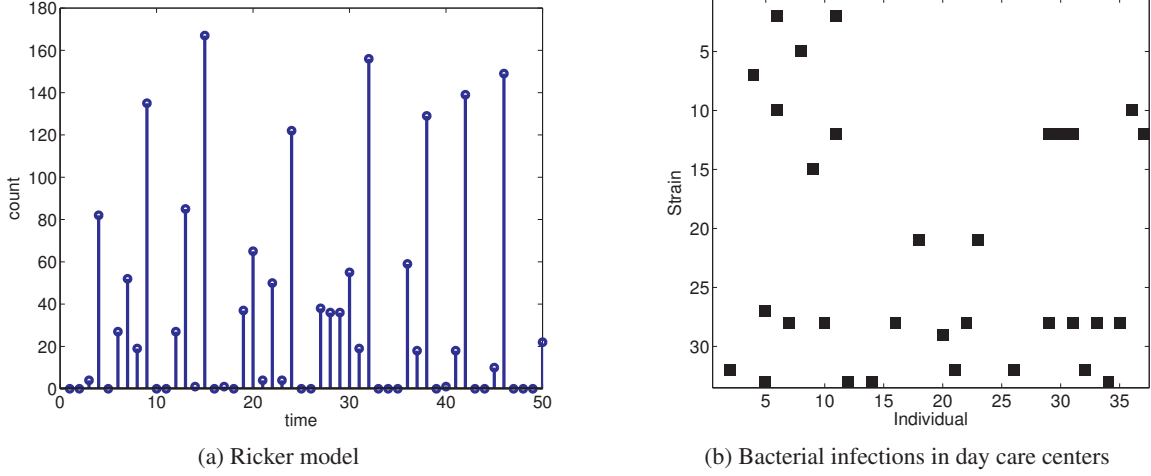 180
160
140
120
100
80
60
40
20
0
count
0 10 20 30 40 50
time
(a) Ricker model
5
10
15
20
25
30
Strain
5 10 15 20 25 30 35
Individual
(b) Bacterial infections in day care centers